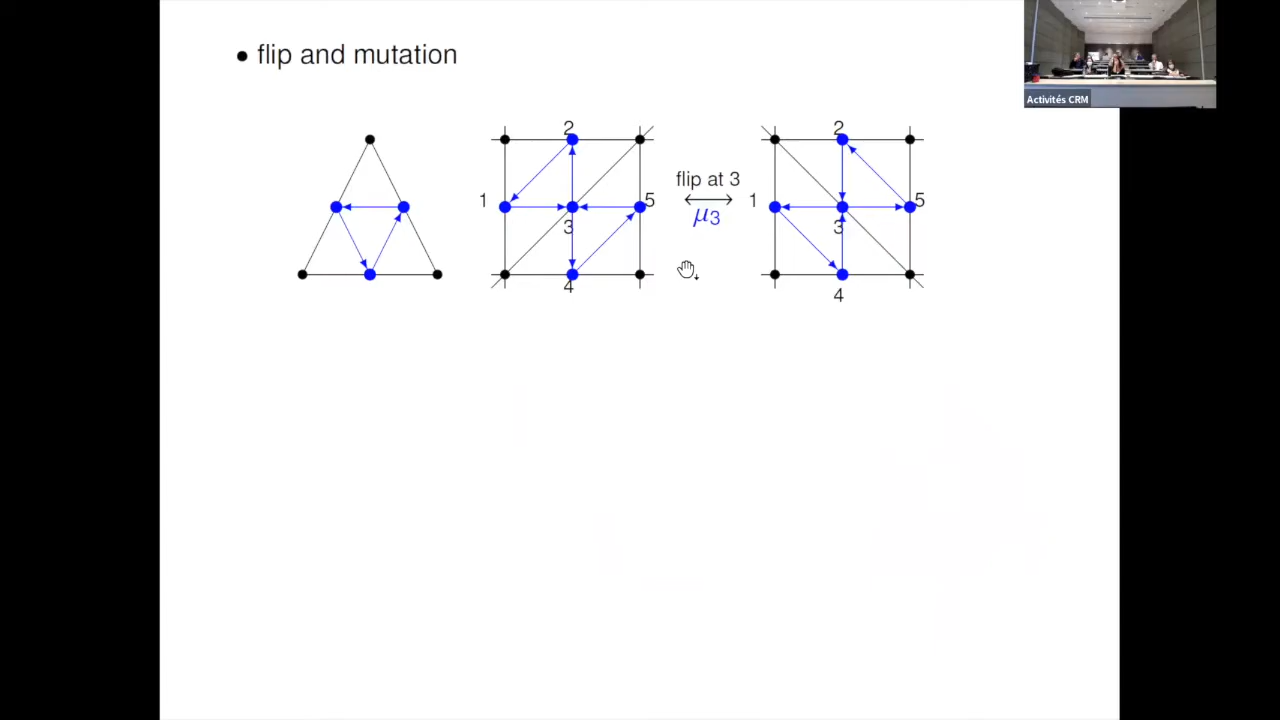 • flip and mutation
Activités CRM
2
1
3
5
4
flip at 3
μ3
2
1
3
5
4